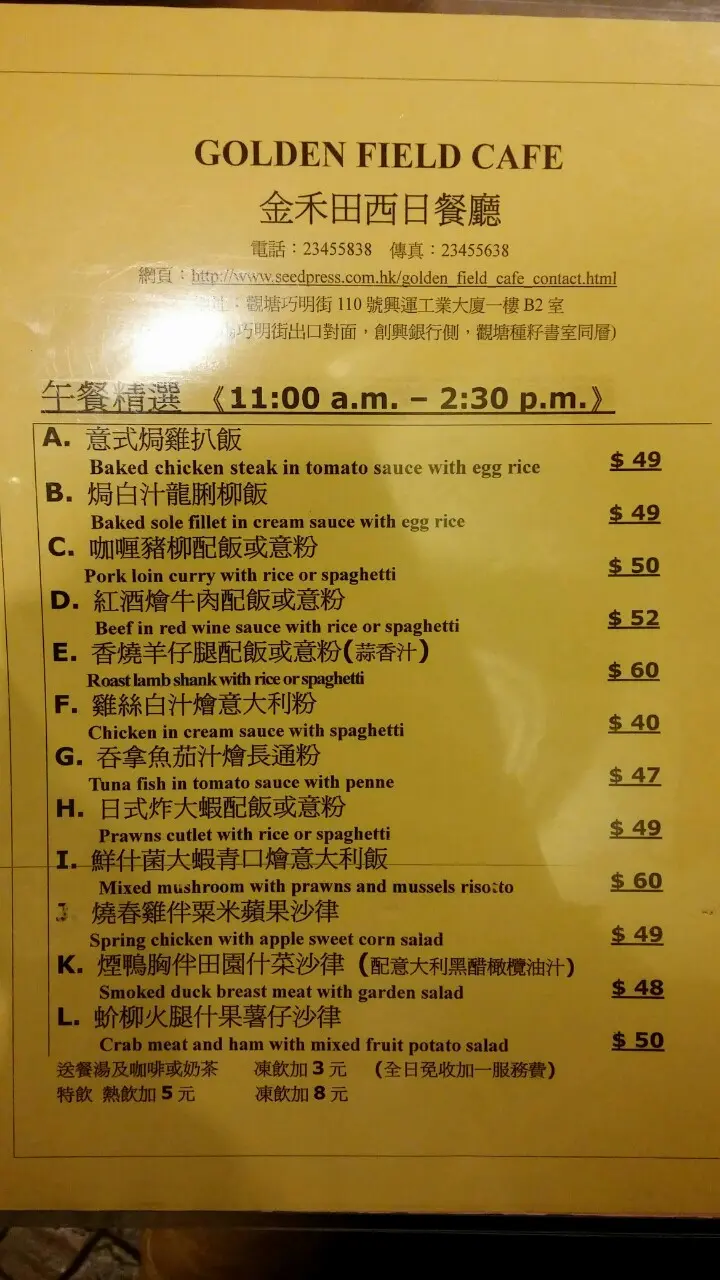 GOLDEN FIELD CAFE
金禾田西日餐廳
電話：23455838 傳真：23455638
網頁：http://www.seedpress.com.hk/golden_field_cafe_contact.html
：觀塘巧明街 110 號興運工業大廈一樓 B2 室
巧明街出口對面，創興銀行側，觀塘種籽書室同層)
午餐精選 《11:00 a.m. – 2:30 p.m.》
A. 意式焗雞扒飯
Baked chicken steak in tomato sauce with egg rice $ 49
B. 焗白汁龍脷柳飯
Baked sole fillet in cream sauce with egg rice $ 49
C. 咖喱豬柳配飯或意粉
Pork loin curry with rice or spaghetti $ 50
D. 紅酒燴牛肉配飯或意粉
Beef in red wine sauce with rice or spaghetti $ 52
E. 香燒羊仔腿配飯或意粉(蒜香汁)
Roast lamb shank with rice or spaghetti $ 60
F. 雞絲白汁燴意大利粉
Chicken in cream sauce with spaghetti $ 40
G. 吞拿魚茄汁燴長通粉
Tuna fish in tomato sauce with penne $ 47
H. 日式炸大蝦配飯或意粉
Prawns cutlet with rice or spaghetti $ 49
I. 鮮什菌大蝦青口燴意大利飯
Mixed mushroom with prawns and mussels risotto $ 60
J. 燒春雞伴粟米蘋果沙律
Spring chicken with apple sweet corn salad $ 49
K. 煙鴨胸伴田園什菜沙律 (配意大利黑醋橄欖油汁)
Smoked duck breast meat with garden salad $ 48
L. 蚧柳火腿什果薯仔沙律
Crab meat and ham with mixed fruit potato salad $ 50
送餐湯及咖啡或奶茶 凍飲加 3 元 (全日免收加一服務費)
特飲 熱飲加 5 元 凍飲加 8 元